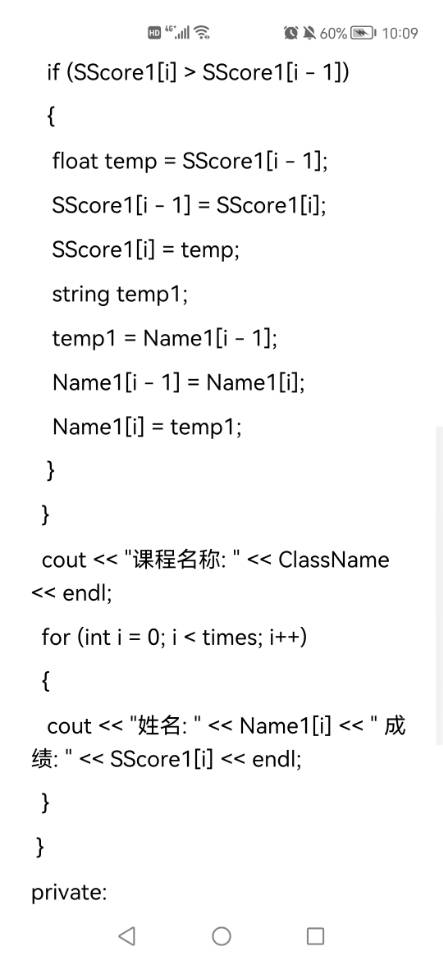 HD 4G 60% 10:09
if (SScore1[i] > SScore1[i - 1])
{
float temp = SScore1[i - 1];
SScore1[i - 1] = SScore1[i];
SScore1[i] = temp;
string temp1;
temp1 = Name1[i - 1];
Name1[i - 1] = Name1[i];
Name1[i] = temp1;
}
}
cout << "课程名称: " << ClassName
<< endl;
for (int i = 0; i < times; i++)
{
cout << "姓名: " << Name1[i] << " 成
绩: " << SScore1[i] << endl;
}
}
private: